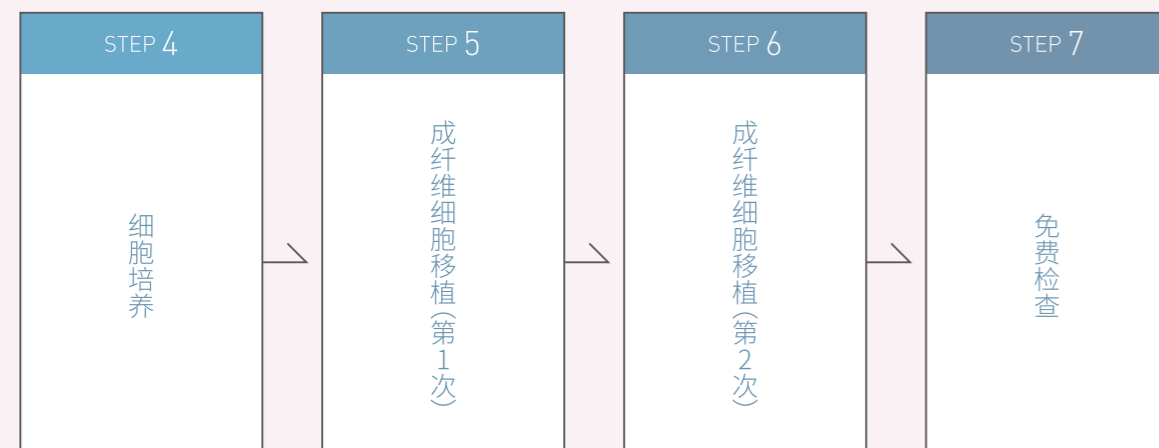 STEP 4
细胞培养
STEP 5
成纤维细胞移植(第1次)
STEP 6
成纤维细胞移植(第2次)
STEP 7
免费检查